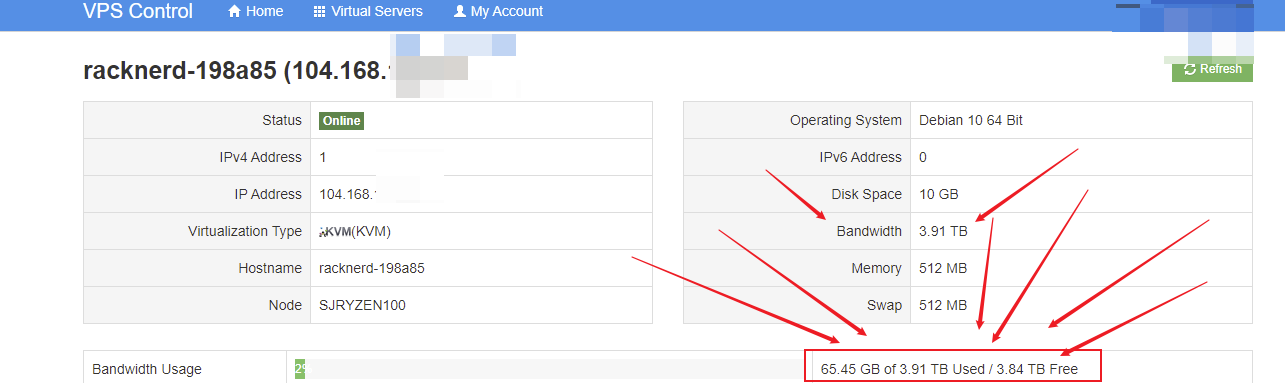 VPS Control Home Virtual Servers My Account
racknerd-198a85 (104.168.
Refresh
Status Online
Operating System Debian 10 64 Bit
IPv4 Address 1
IPv6 Address 0
IP Address 104.168.
Disk Space 10 GB
Virtualization Type KVM(KVM)
Bandwidth 3.91 TB
Hostname racknerd-198a85
Memory 512 MB
Node SJRYZEN100
Swap 512 MB
Bandwidth Usage 2% 65.45 GB of 3.91 TB Used / 3.84 TB Free